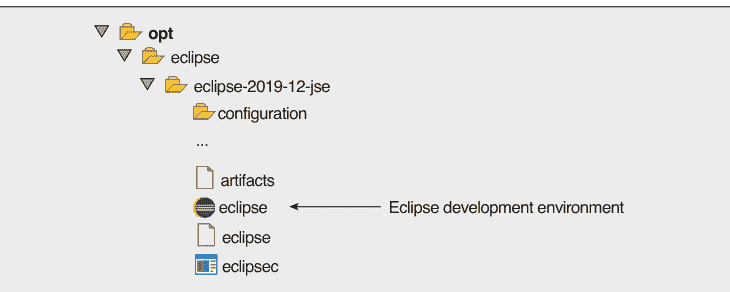 opt
eclipse
eclipse-2019-12-jse
configuration
...
artifacts
eclipse Eclipse development environment
eclipse
eclipsec